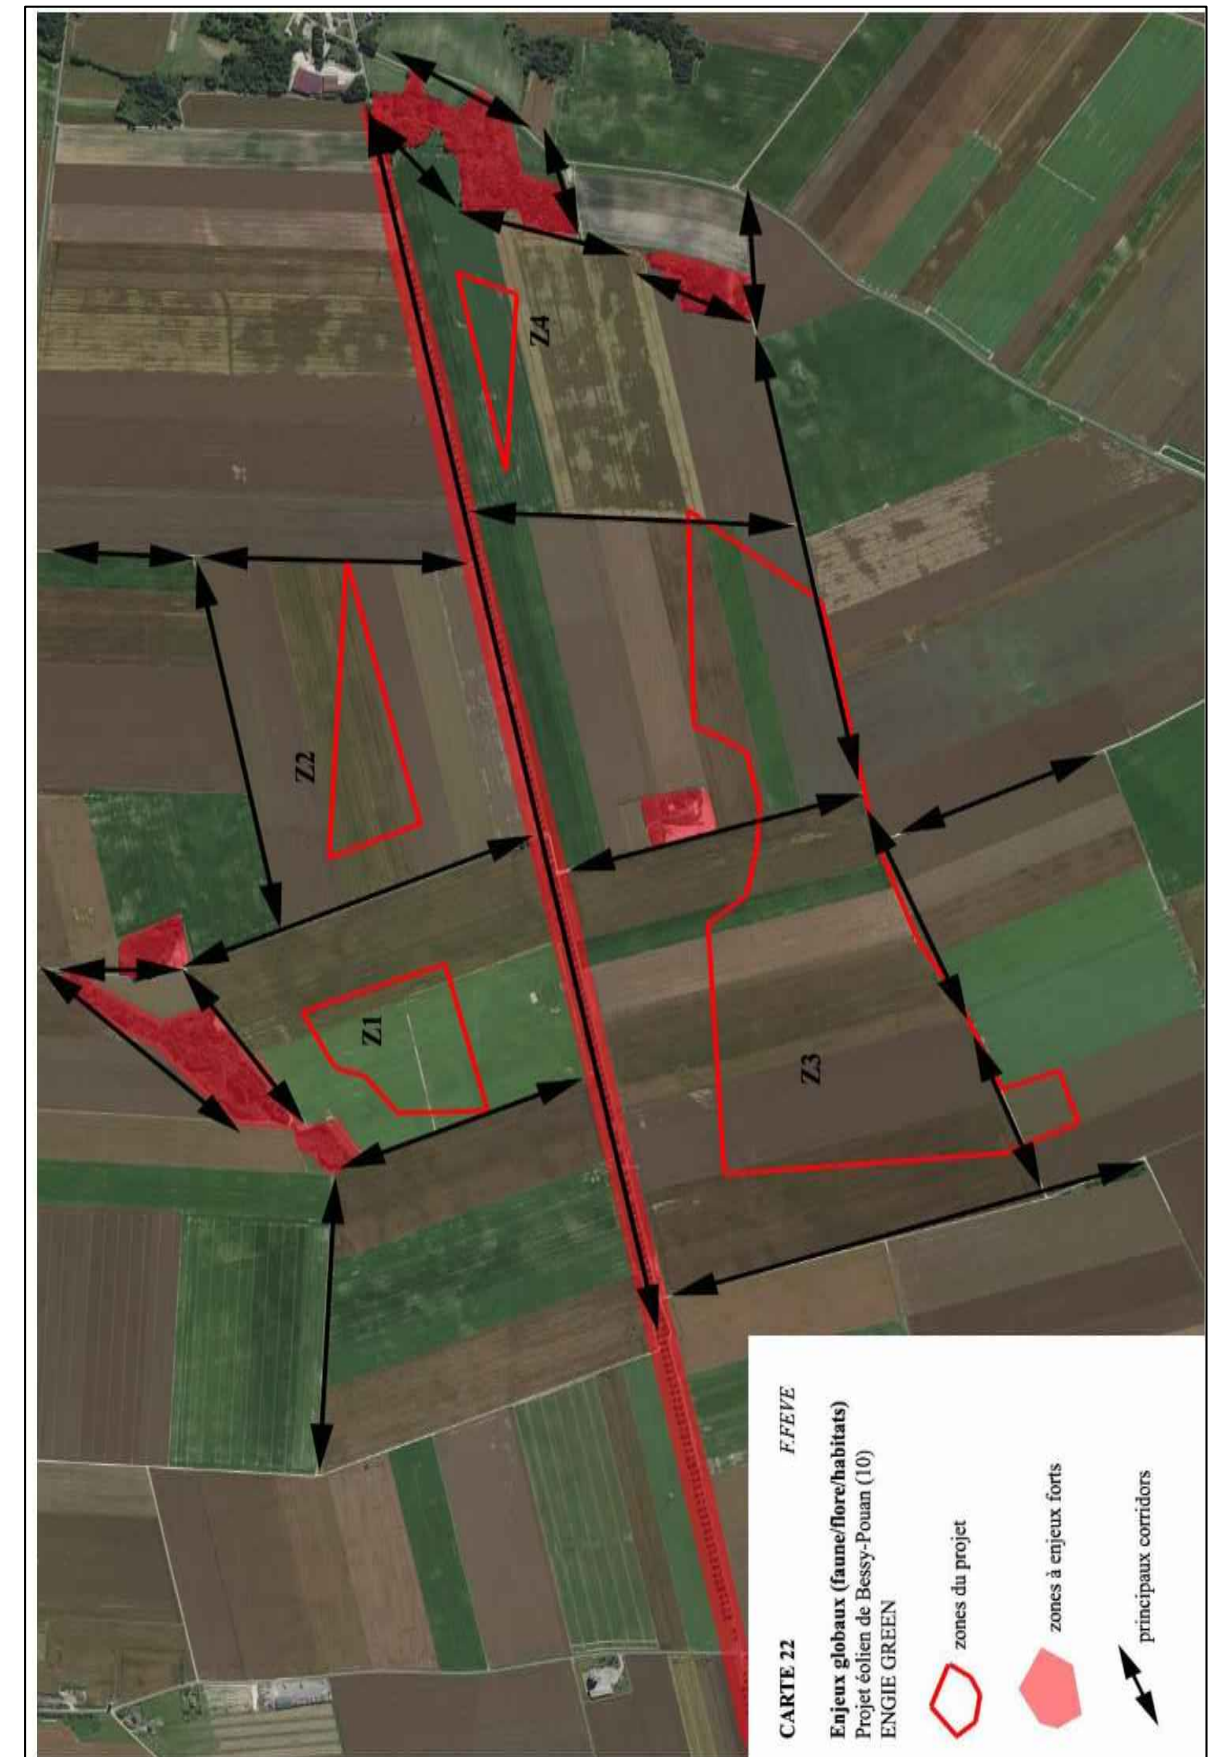 Z1
Z2
Z3
Z4
CARTE 22 F.FEVE
Enjeux globaux (faune/flore/habitats)
Projet éolien de Bessy-Pouan (10)
ENGIE GREEN
zones du projet
zones à enjeux forts
principaux corridors